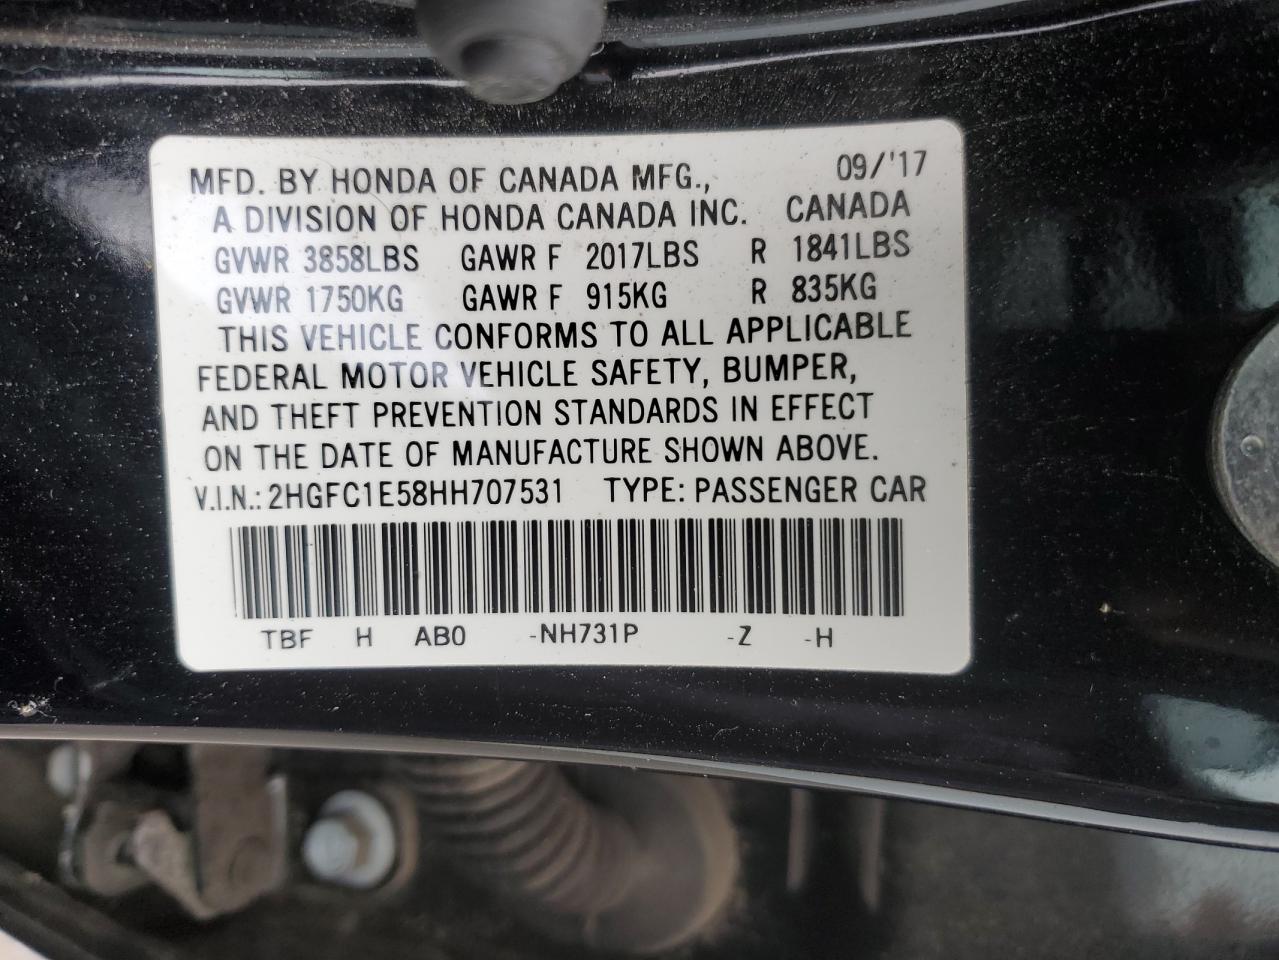 MFD. BY HONDA OF CANADA MFG., 09/'17
A DIVISION OF HONDA CANADA INC. CANADA
GVWR 3858LBS GAWR F 2017LBS R 1841LBS
GVWR 1750KG GAWR F 915KG R 835KG
THIS VEHICLE CONFORMS TO ALL APPLICABLE
FEDERAL MOTOR VEHICLE SAFETY, BUMPER,
AND THEFT PREVENTION STANDARDS IN EFFECT
ON THE DATE OF MANUFACTURE SHOWN ABOVE.
V.I.N.: 2HGFC1E58HH707531 TYPE: PASSENGER CAR
TBF H AB0 -NH731P -Z -H